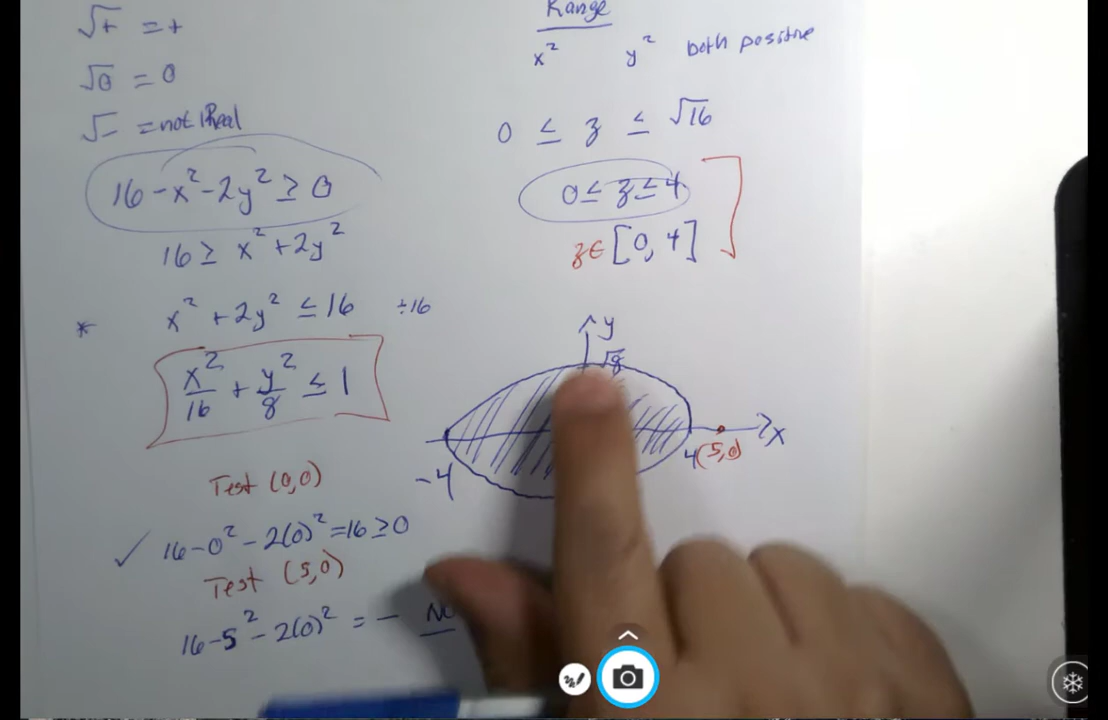 √+ = +
√0 = 0
√- = not Real
16 - x² - 2y² ≥ 0
16 ≥ x² + 2y²
* x² + 2y² ≤ 16 ÷16
x²/16 + y²/8 ≤ 1
Test (0,0)
✓ 16 - 0² - 2(0)² = 16 ≥ 0
Test (5,0)
16 - 5² - 2(0)² = -
Range
x² y² both positive
0 ≤ z ≤ √16
0 ≤ z ≤ 4
z ∈ [0, 4]
y
√8
x
-4
4 (5,0)